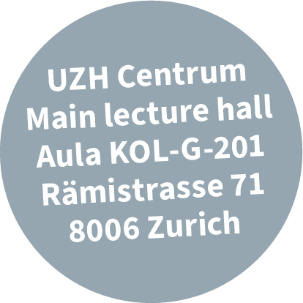 UZH Centrum
Main lecture hall
Aula KOL-G-201
Rämistrasse 71
8006 Zurich